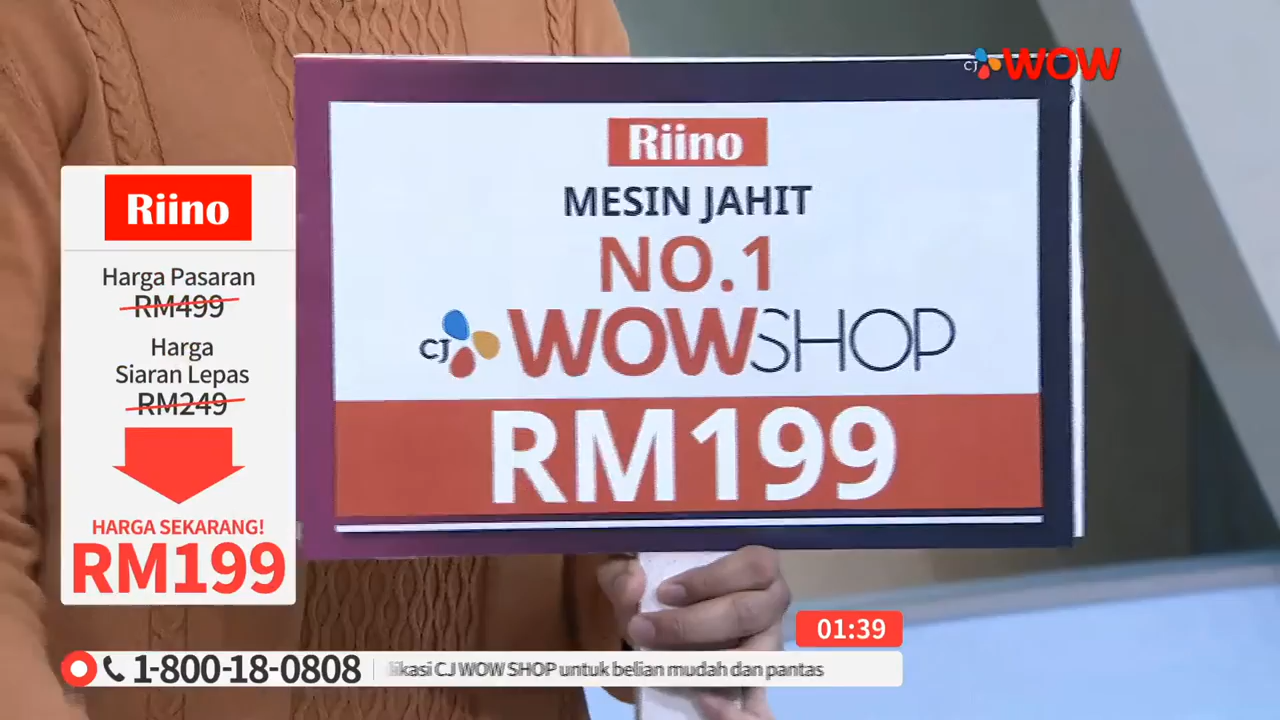 CJ WOW
Riino
MESIN JAHIT
NO.1
CJ WOWSHOP
RM199
Riino
Harga Pasaran
RM499
Harga
Siaran Lepas
RM249
HARGA SEKARANG!
RM199
01:39
1-800-18-0808
CJ WOW SHOP untuk belian mudah dan pantas